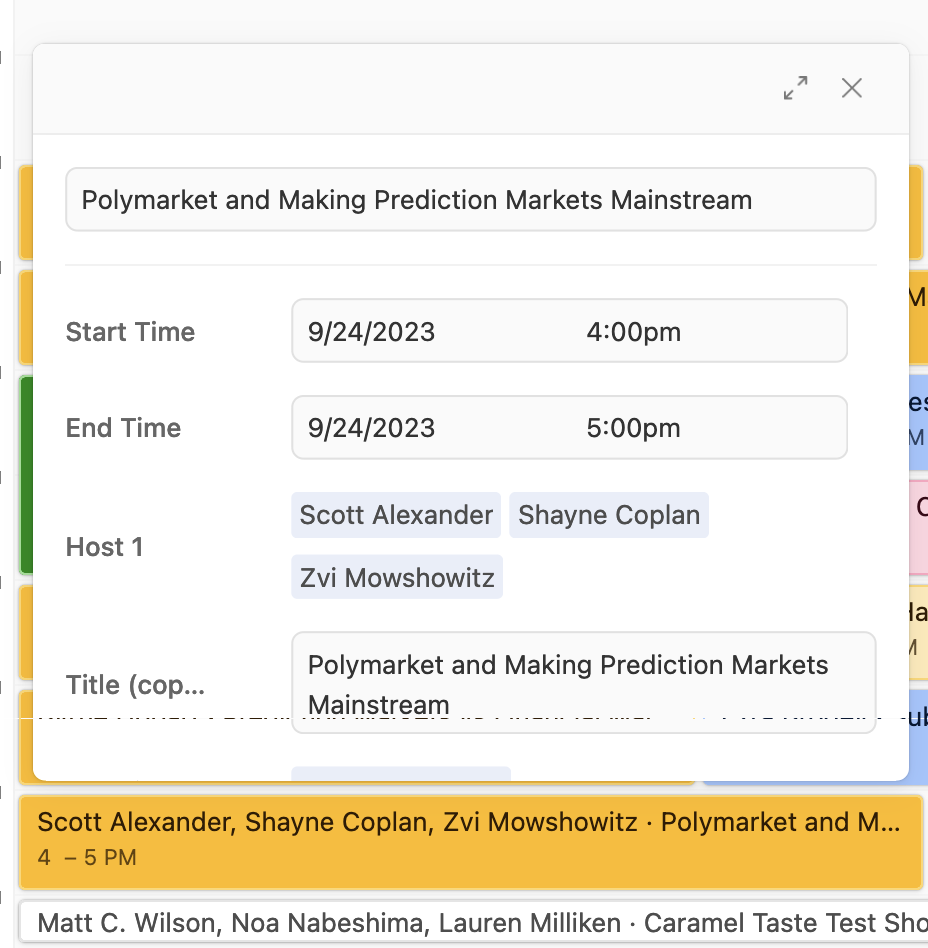 Polymarket and Making Prediction Markets Mainstream
Start Time
9/24/2023
4:00pm
End Time
9/24/2023
5:00pm
Host 1
Scott Alexander
Shayne Coplan
Zvi Mowshowitz
Title (cop...
Polymarket and Making Prediction Markets
Mainstream
Scott Alexander, Shayne Coplan, Zvi Mowshowitz · Polymarket and M...
4 – 5 PM
Matt C. Wilson, Noa Nabeshima, Lauren Milliken · Caramel Taste Test Sho